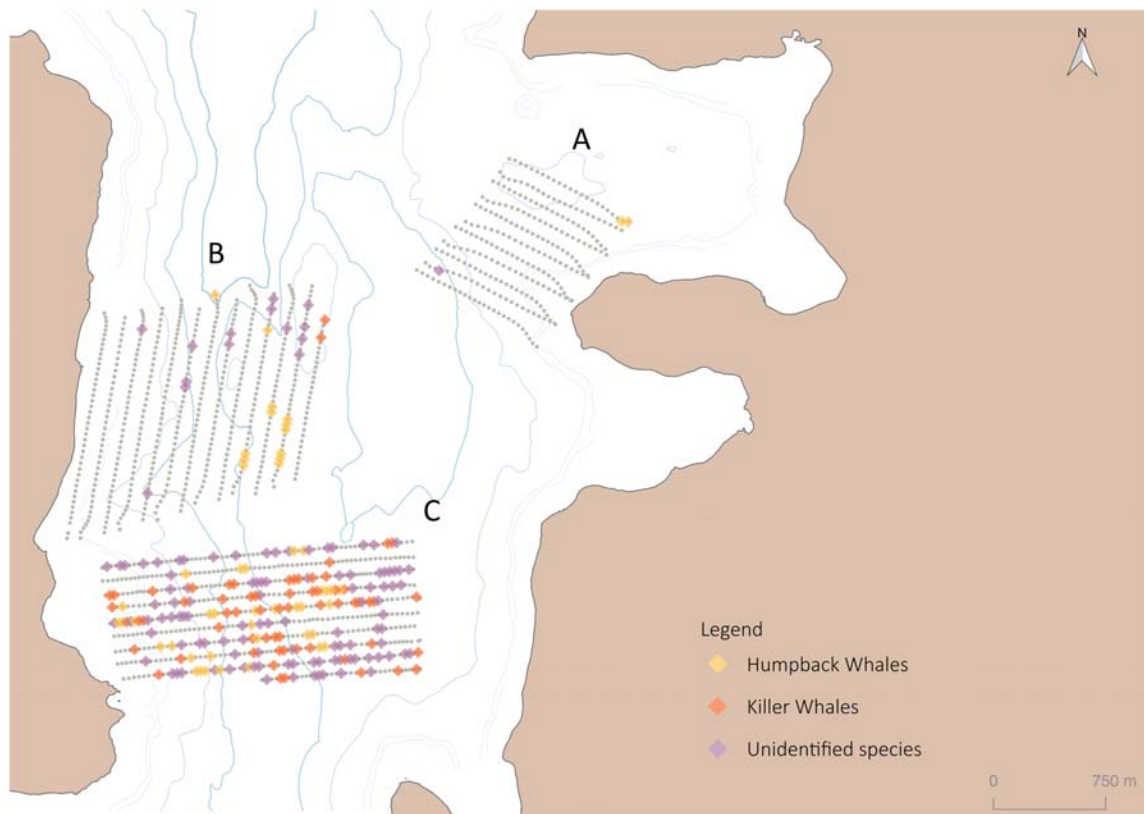 N
A
B
C
Legend
Humpback Whales
Killer Whales
Unidentified species
0 750 m